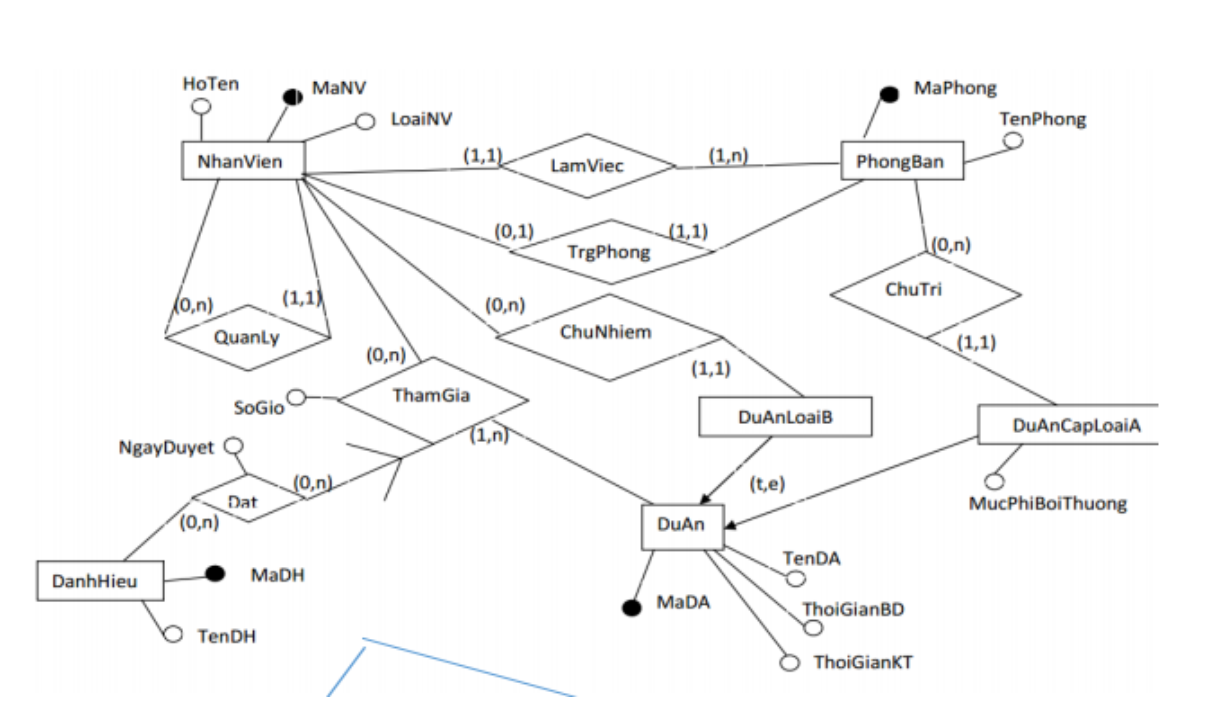 HoTen
MaNV
LoaiNV
NhanVien
(1,1)
LamViec
(1,n)
PhongBan
MaPhong
TenPhong
(0,1)
TrgPhong
(1,1)
(0,n)
ChuTri
(1,1)
(0,n)
(1,1)
QuanLy
(0,n)
ChuNhiem
(1,1)
(0,n)
ThamGia
SoGio
(1,n)
DuAnLoaiB
DuAnCapLoaiA
MucPhiBoiThuong
(t,e)
NgayDuyet
(0,n)
Dat
(0,n)
DuAn
DanhHieu
MaDH
TenDH
MaDA
TenDA
ThoiGianBD
ThoiGianKT